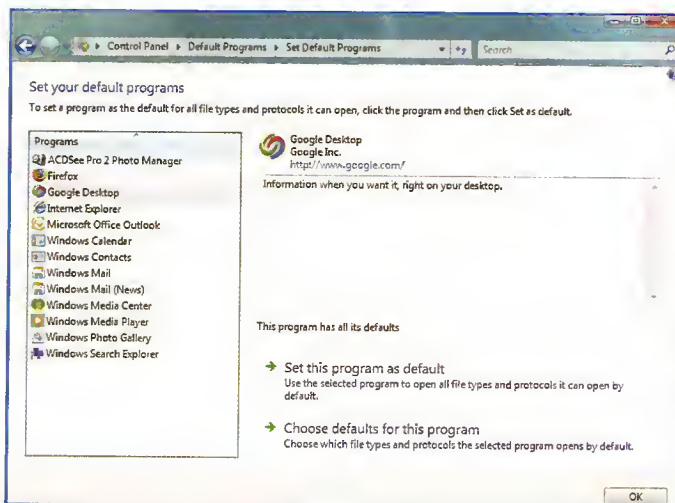 Control Panel ▸ Default Programs ▸ Set Default Programs
Search
Set your default programs
To set a program as the default for all file types and protocols it can open, click the program and then click Set as default.
Programs
ACDSee Pro 2 Photo Manager
Firefox
Google Desktop
Internet Explorer
Microsoft Office Outlook
Windows Calendar
Windows Contacts
Windows Mail
Windows Mail (News)
Windows Media Center
Windows Media Player
Windows Photo Gallery
Windows Search Explorer
Google Desktop
Google Inc.
http://www.google.com/
Information when you want it, right on your desktop.
This program has all its defaults
Set this program as default
Use the selected program to open all file types and protocols it can open by
default.
Choose defaults for this program
Choose which file types and protocols the selected program opens by default.
OK